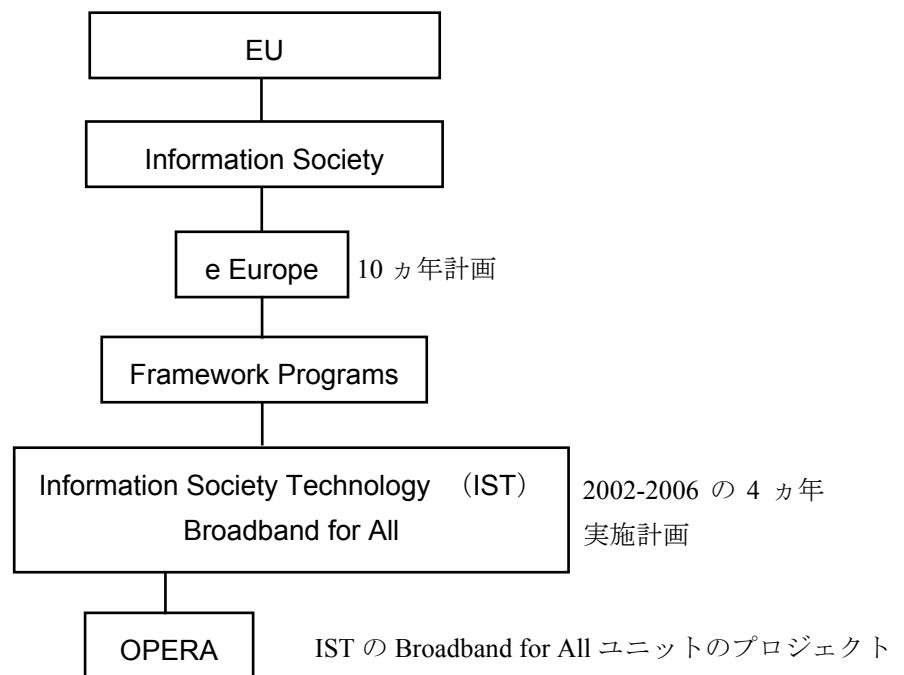 EU
Information Society
e Europe
10 ヵ年計画
Framework Programs
Information Society Technology （IST）
Broadband for All
2002-2006 の 4 ヵ年
実施計画
OPERA
IST の Broadband for All ユニットのプロジェクト